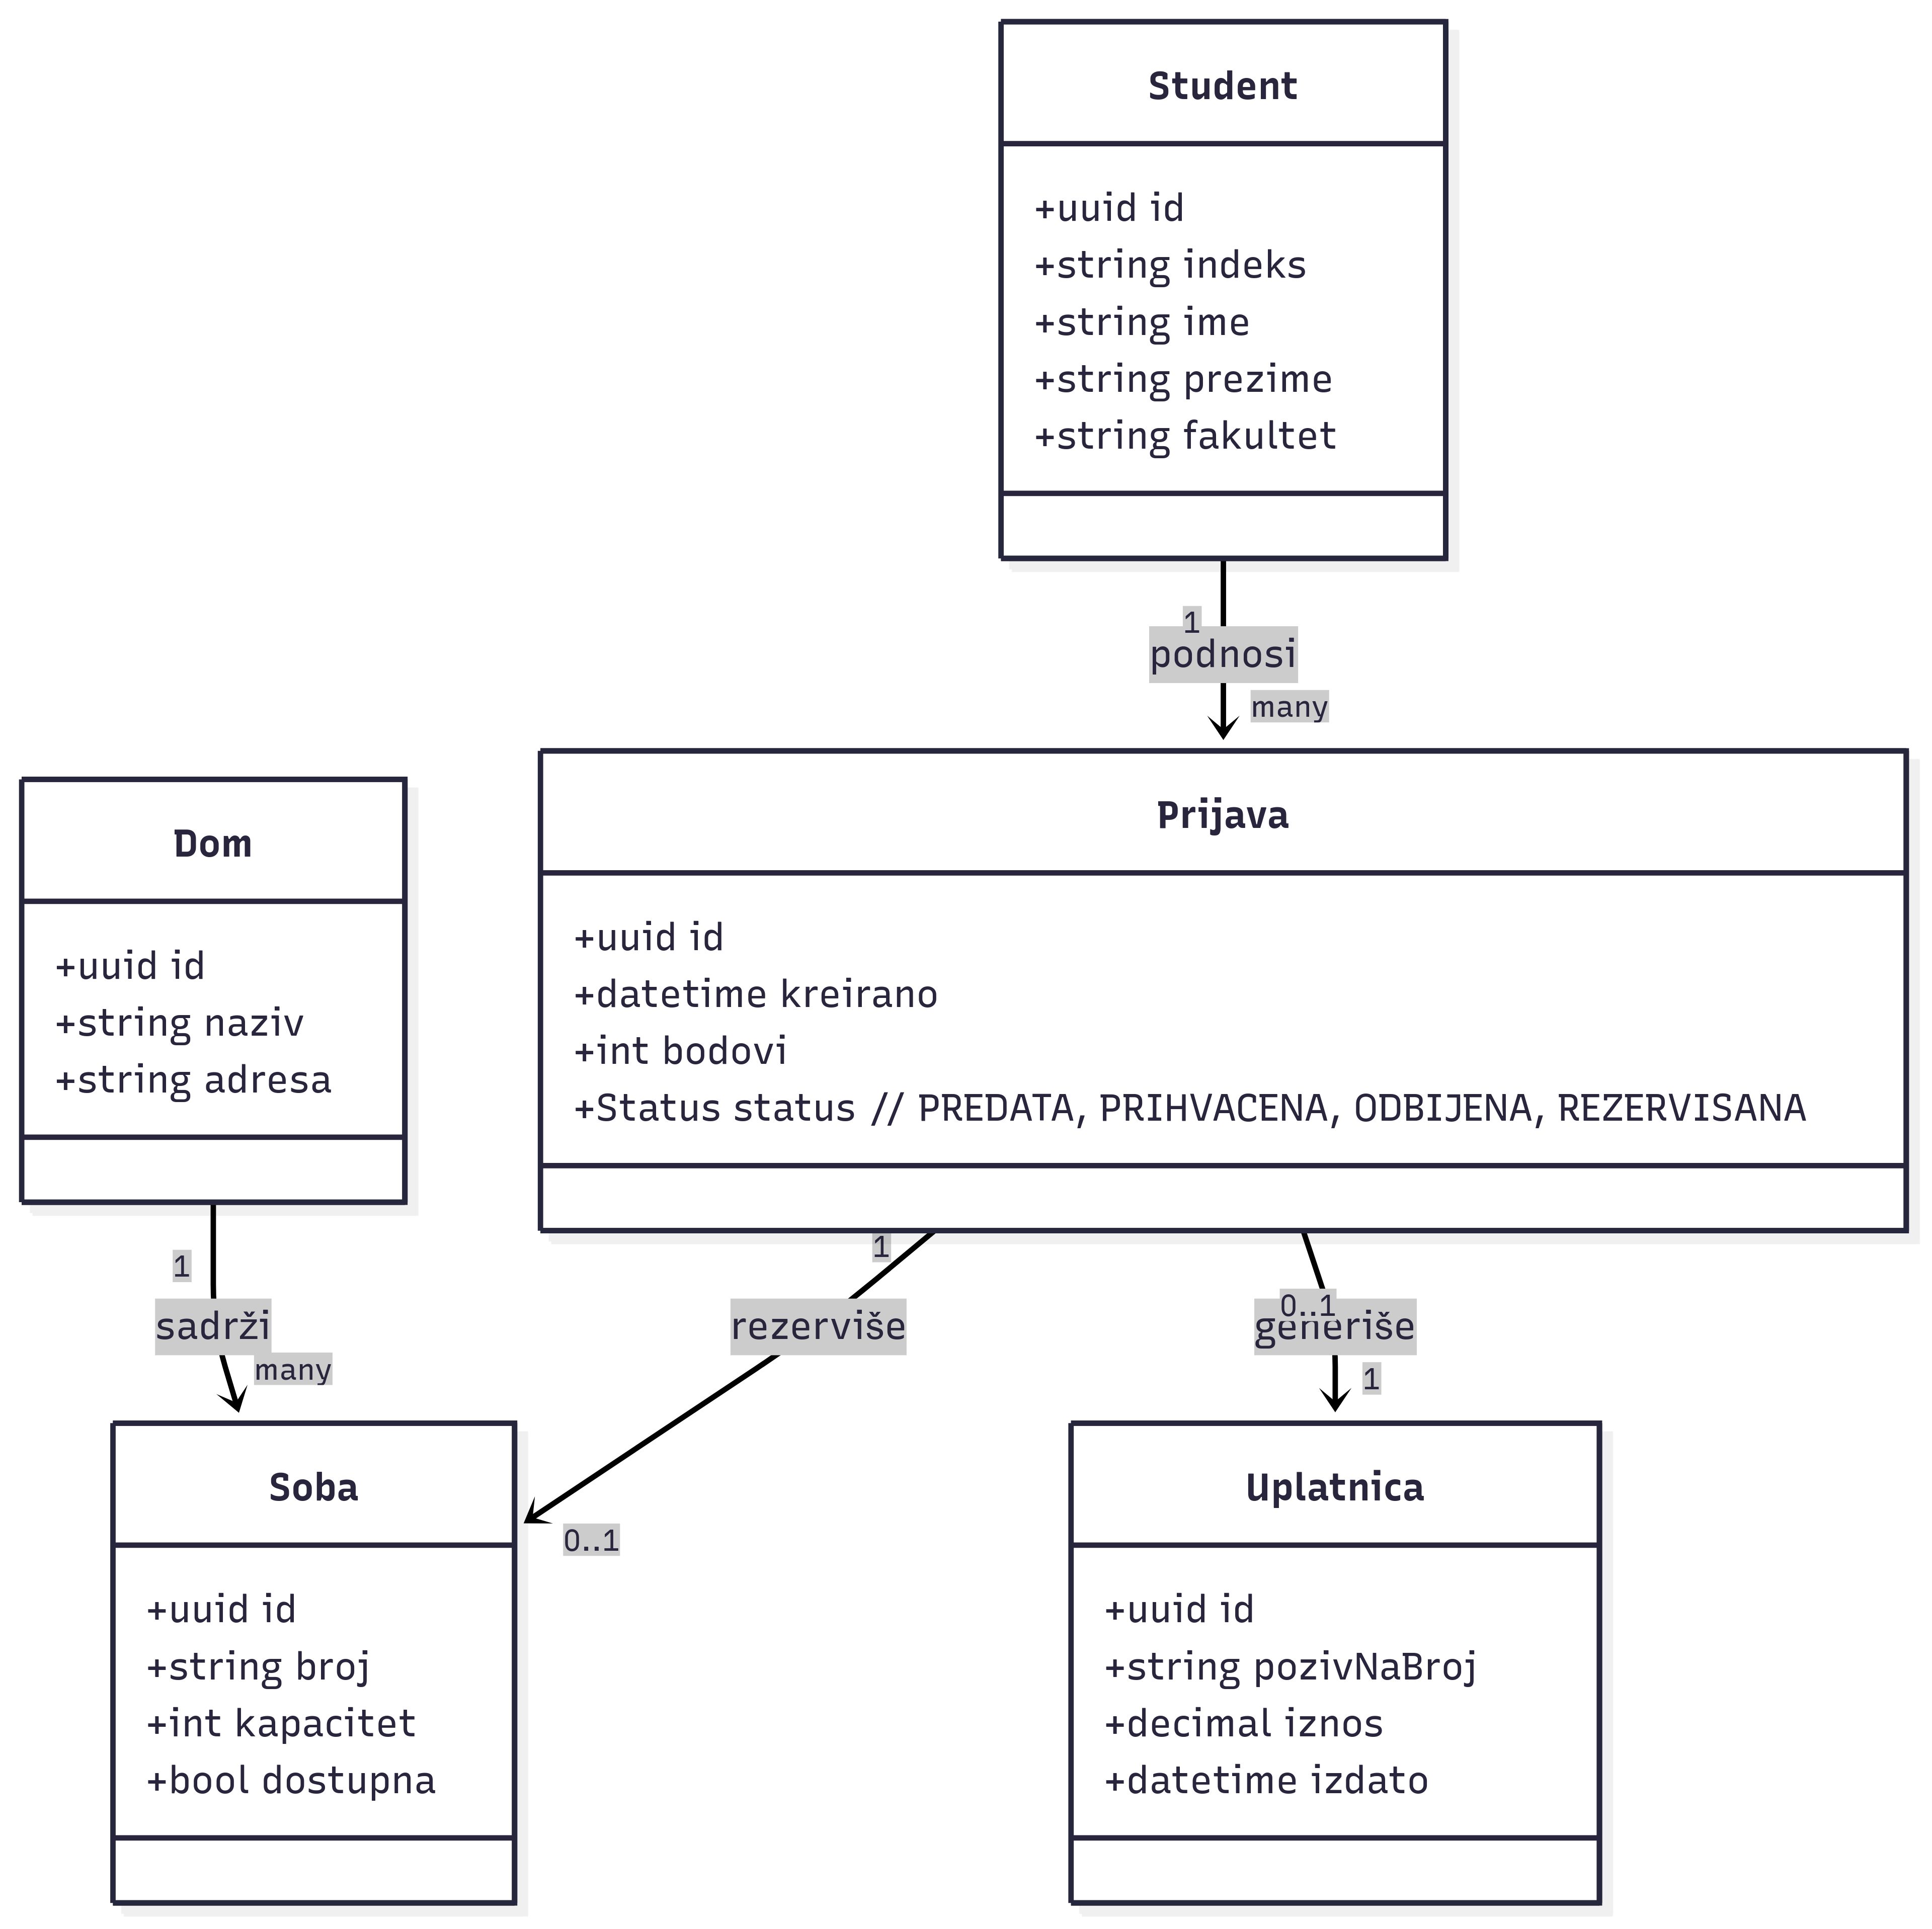 Student
+uuid id
+string indeks
+string ime
+string prezime
+string fakultet
1
podnosi
many
Dom
+uuid id
+string naziv
+string adresa
Prijava
+uuid id
+datetime kreirano
+int bodovi
+Status status // PREDATA, PRIHVACENA, ODBIJENA, REZERVISANA
1
sadrži
many
1
rezerviše
0..1
0..1
generiše
1
Soba
+uuid id
+string broj
+int kapacitet
+bool dostupna
Uplatnica
+uuid id
+string pozivNaBroj
+decimal iznos
+datetime izdato